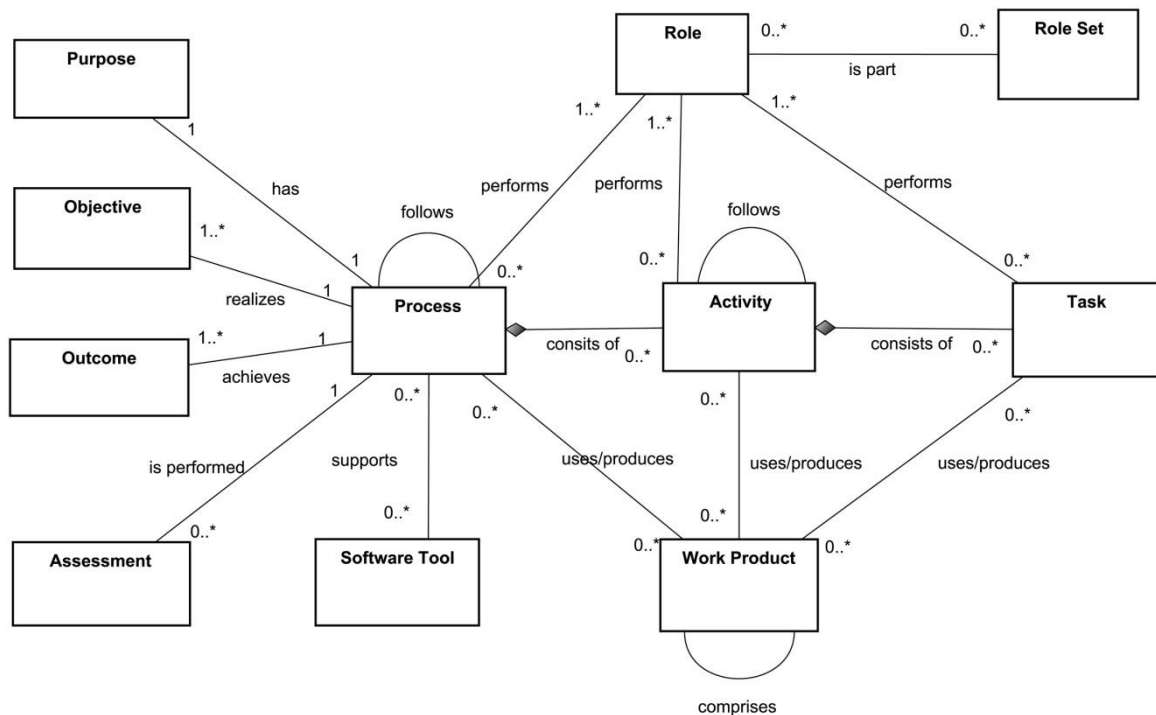 Purpose
Role
0..*
0..*
Role Set
is part
1
1..*
1..*
1..*
has
performs
performs
performs
Objective
1..*
follows
follows
1
0..*
0..*
0..*
realizes
1
Process
Activity
Task
Outcome
1..*
1
consits of
0..*
consists of
0..*
achieves
1
0..*
0..*
0..*
0..*
is performed
supports
uses/produces
uses/produces
uses/produces
0..*
0..*
0..*
0..*
0..*
Assessment
Software Tool
Work Product
comprises